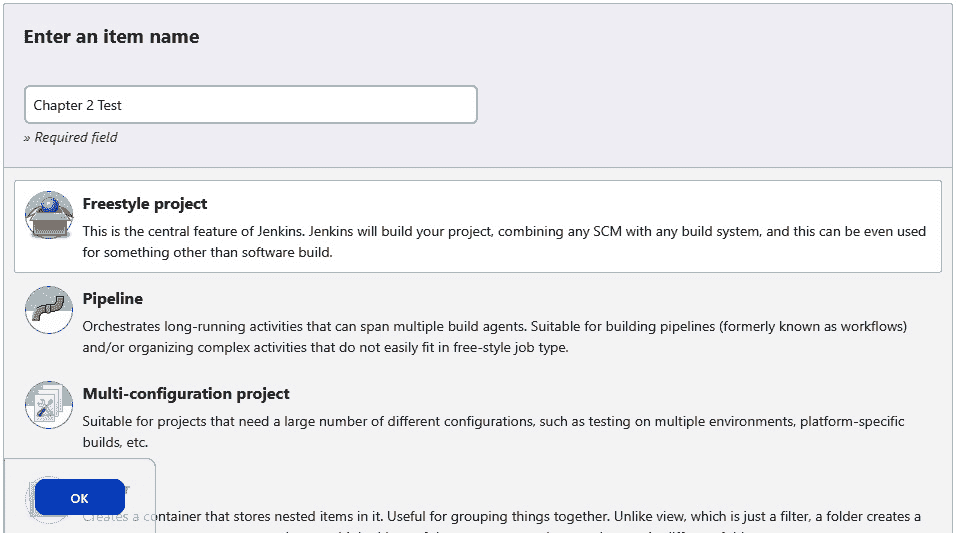 Enter an item name
Chapter 2 Test
» Required field
Freestyle project
This is the central feature of Jenkins. Jenkins will build your project, combining any SCM with any build system, and this can be even used
for something other than software build.
Pipeline
Orchestrates long-running activities that can span multiple build agents. Suitable for building pipelines (formerly known as workflows)
and/or organizing complex activities that do not easily fit in free-style job type.
Multi-configuration project
Suitable for projects that need a large number of different configurations, such as testing on multiple environments, platform-specific
builds, etc.
OK
Creates a container that stores nested items in it. Useful for grouping things together. Unlike view, which is just a filter, a folder creates a